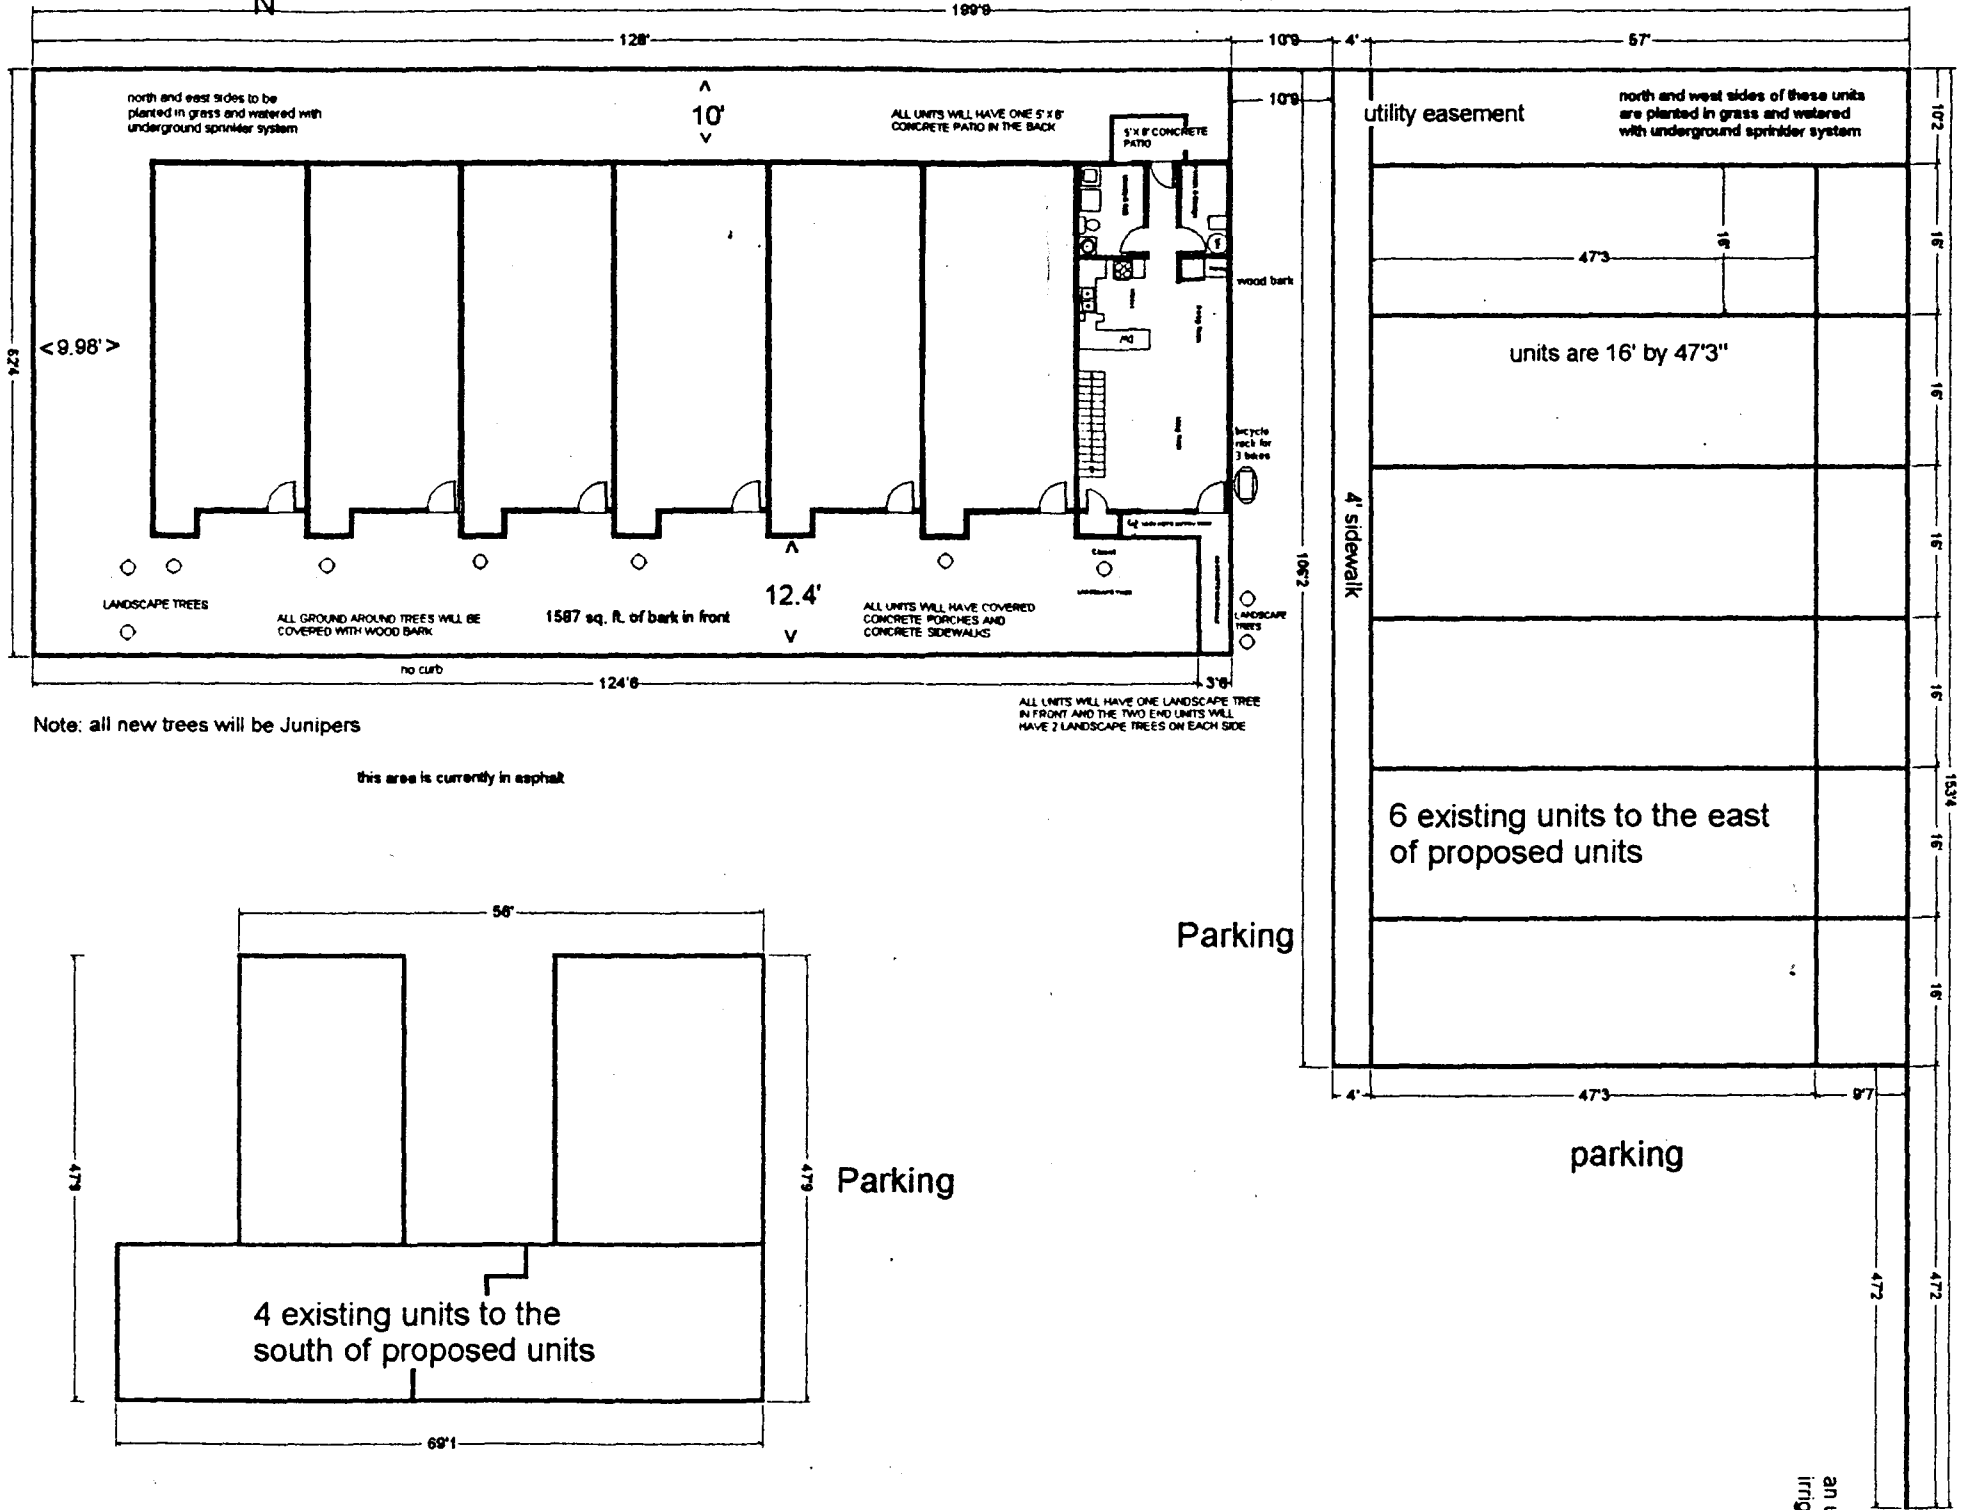 N
199'9
128'
10'9
4'
57'
north and east sides to be
planted in grass and watered with
underground sprinkler system
10'
ALL UNITS WILL HAVE ONE 5' X 8'
CONCRETE PATIO IN THE BACK
5' X 8' CONCRETE
PATIO
10'9
utility easement
north and west sides of these units
are planted in grass and watered
with underground sprinkler system
10'2
16'
16'
47'3
wood bark
<9.98'>
62'4
units are 16' by 47'3"
16'
bicycle
rack for
3 bikes
4' sidewalk
106'2
16'
Closet
12.4'
LANDSCAPE TREES
ALL GROUND AROUND TREES WILL BE
COVERED WITH WOOD BARK
1587 sq. ft. of bark in front
ALL UNITS WILL HAVE COVERED
CONCRETE PORCHES AND
CONCRETE SIDEWALKS
LANDSCAPE TREE
LANDSCAPE
TREES
no curb
124'6
3'6
16'
ALL UNITS WILL HAVE ONE LANDSCAPE TREE
IN FRONT AND THE TWO END UNITS WILL
HAVE 2 LANDSCAPE TREES ON EACH SIDE
Note: all new trees will be Junipers
this area is currently in asphalt
153'4
6 existing units to the east
of proposed units
16'
56'
Parking
16'
4'
47'3
9'7
parking
47'9
47'9
Parking
47'2
47'2
4 existing units to the
south of proposed units
69'1
an
irrig